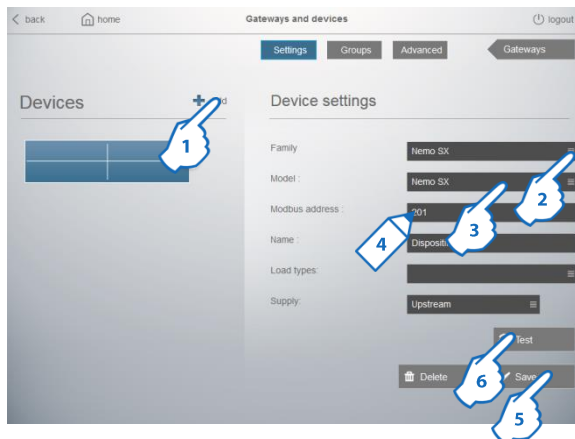 back
home
Gateways and devices
logout
Settings
Groups
Advanced
Gateways
Devices
Device settings
1
Family
Nemo SX
Model :
Nemo SX
2
Modbus address :
201
3
4
Name :
Load types:
Supply:
Upstream
Test
Delete
Save
6
5